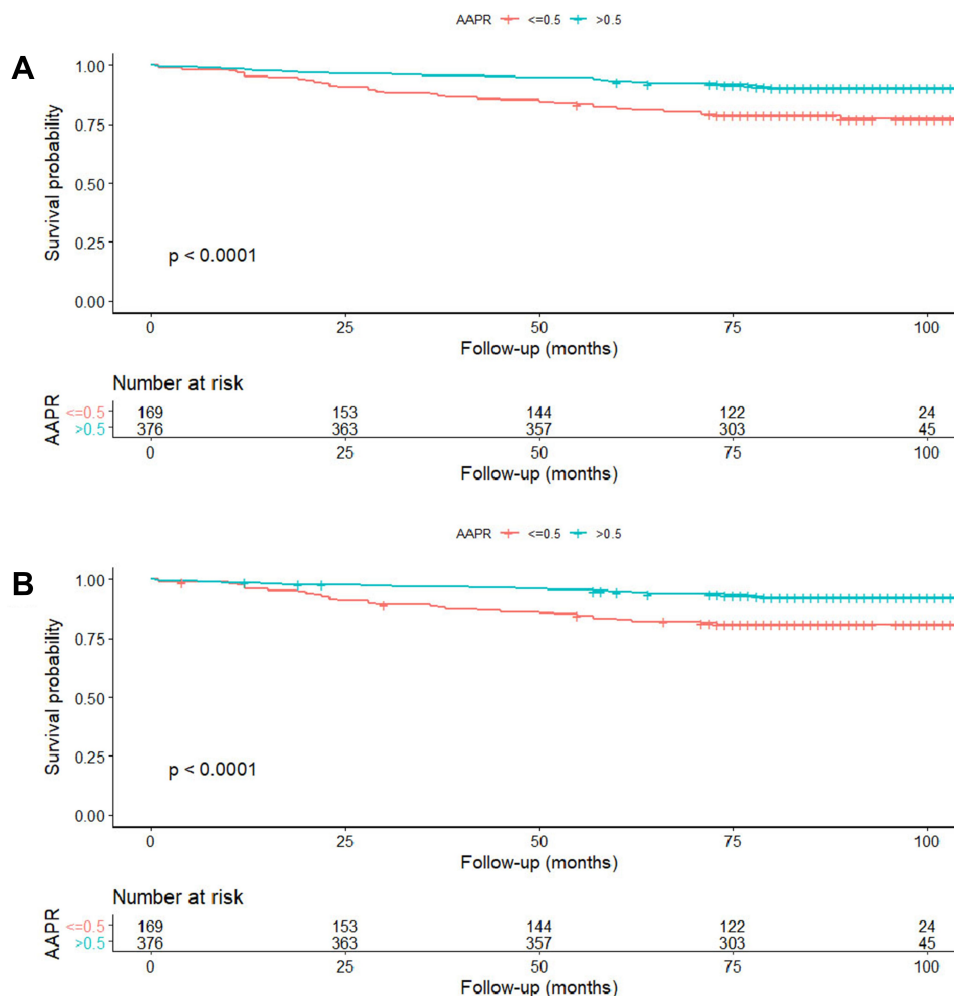 AAPR <=0.5 >0.5
A
1.00
0.75
0.50
0.25
0.00
Survival probability
p < 0.0001
0 25 50 75 100
Follow-up (months)
Number at risk
AAPR
<=0.5 169 153 144 122 24
>0.5 376 363 357 303 45
0 25 50 75 100
Follow-up (months)
AAPR <=0.5 >0.5
B
1.00
0.75
0.50
0.25
0.00
Survival probability
p < 0.0001
0 25 50 75 100
Follow-up (months)
Number at risk
AAPR
<=0.5 169 153 144 122 24
>0.5 376 363 357 303 45
0 25 50 75 100
Follow-up (months)